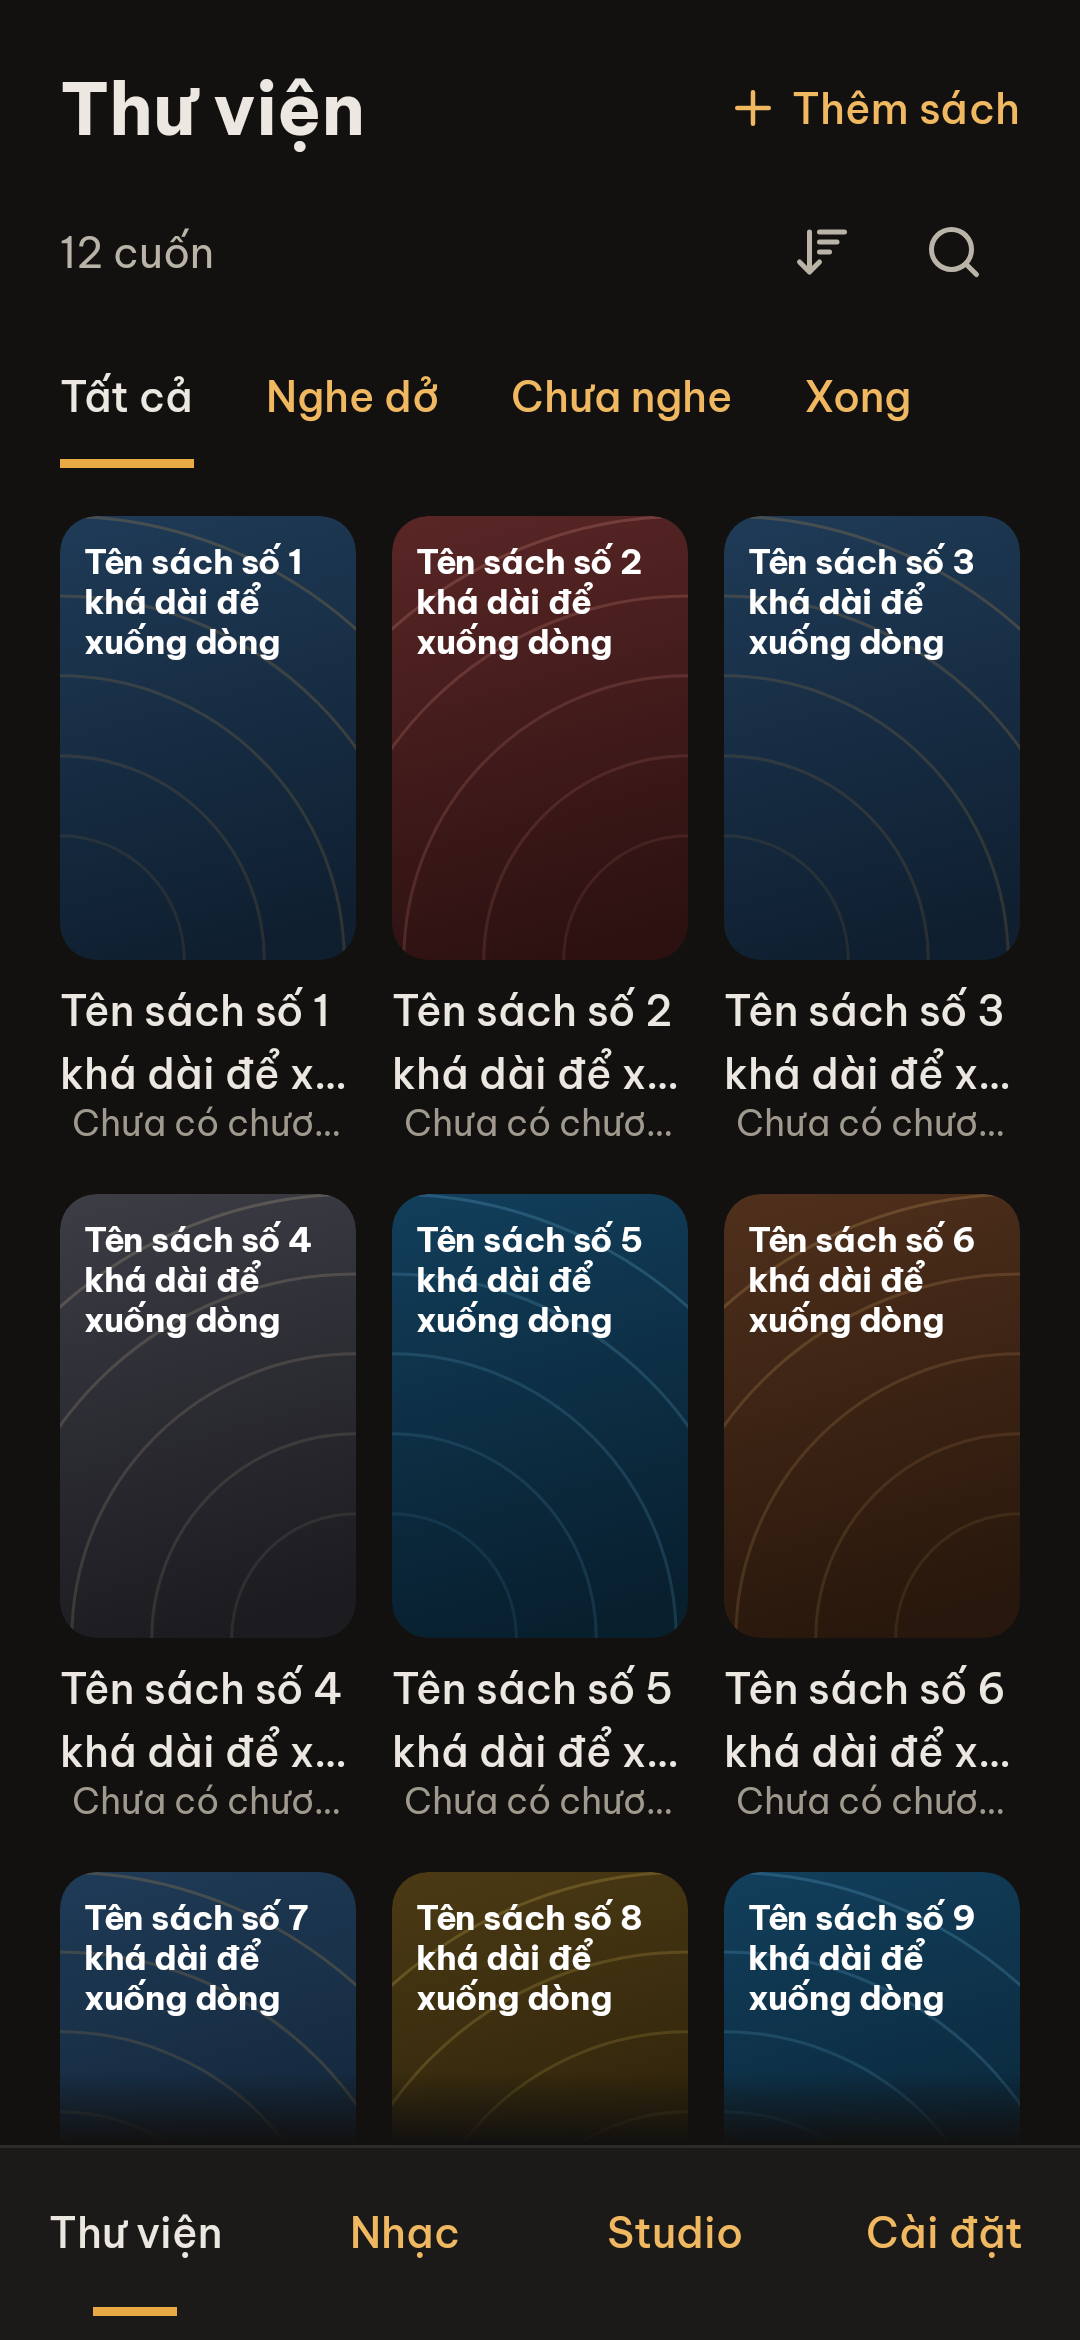 Thư viện
Thêm sách
12 cuốn
Tất cả
Nghe dở
Chưa nghe
Xong
Tên sách số 1
khá dài để
xuống dòng
Tên sách số 2
khá dài để
xuống dòng
Tên sách số 3
khá dài để
xuống dòng
Tên sách số 1
khá dài để x...
Chưa có chươ...
Tên sách số 2
khá dài để x...
Chưa có chươ...
Tên sách số 3
khá dài để x...
Chưa có chươ...
Tên sách số 4
khá dài để
xuống dòng
Tên sách số 5
khá dài để
xuống dòng
Tên sách số 6
khá dài để
xuống dòng
Tên sách số 4
khá dài để x...
Chưa có chươ...
Tên sách số 5
khá dài để x...
Chưa có chươ...
Tên sách số 6
khá dài để x...
Chưa có chươ...
Tên sách số 7
khá dài để
xuống dòng
Tên sách số 8
khá dài để
xuống dòng
Tên sách số 9
khá dài để
xuống dòng
Thư viện
Nhạc
Studio
Cài đặt